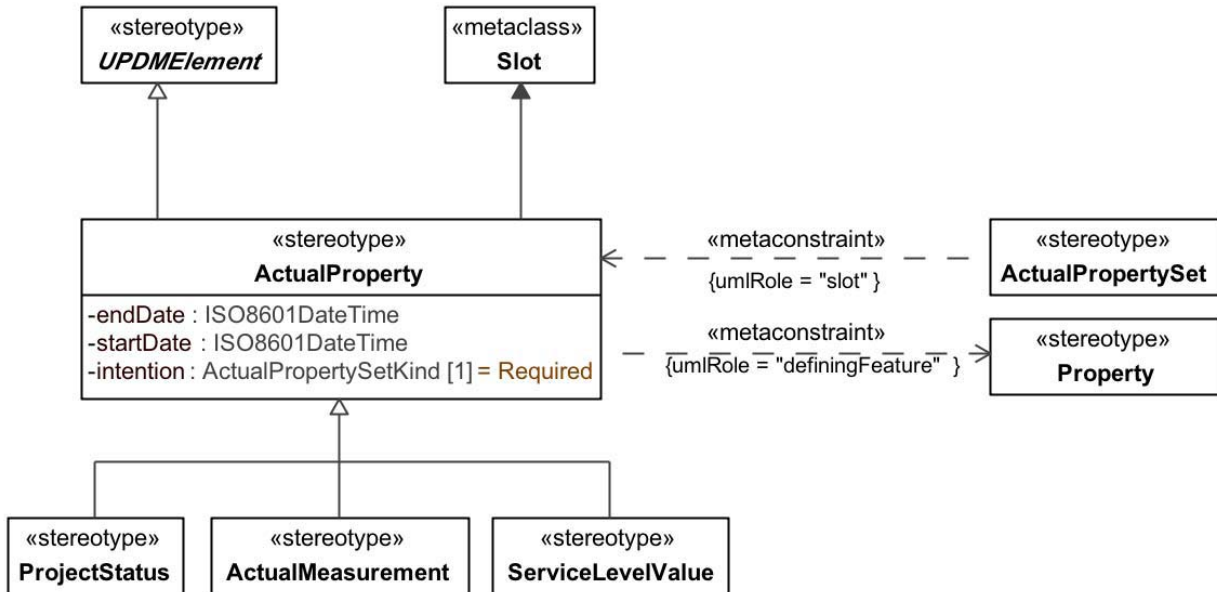 «stereotype»
UPDMElement
«metaclass»
Slot
«stereotype»
ActualProperty
-endDate : ISO8601DateTime
-startDate : ISO8601DateTime
-intention : ActualPropertySetKind [1] = Required
«metaconstraint»
{umlRole = "slot" }
«stereotype»
ActualPropertySet
«metaconstraint»
{umlRole = "definingFeature" }
«stereotype»
Property
«stereotype»
ProjectStatus
«stereotype»
ActualMeasurement
«stereotype»
ServiceLevelValue